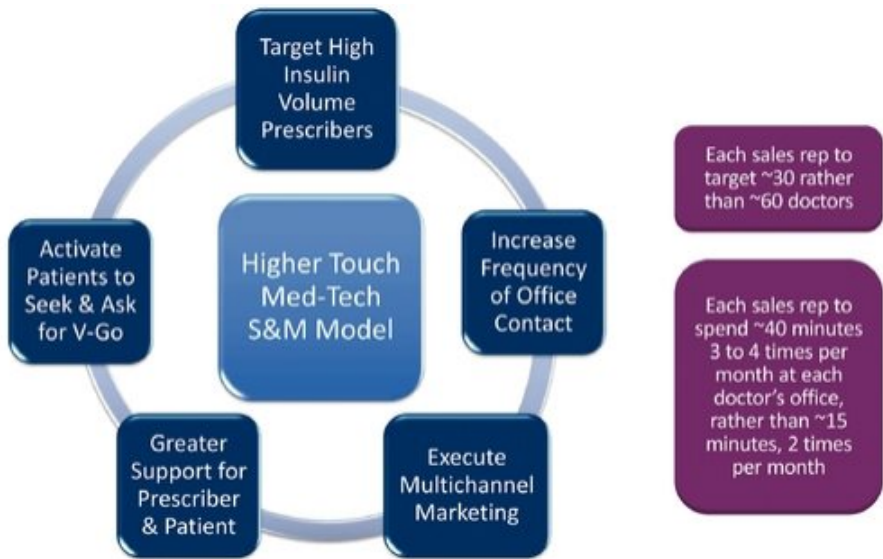 Target High
Insulin
Volume
Prescribers
Increase
Frequency
of Office
Contact
Execute
Multichannel
Marketing
Greater
Support for
Prescriber
& Patient
Activate
Patients to
Seek & Ask
for V-Go
Higher Touch
Med-Tech
S&M Model
Each sales rep to
target ~30 rather
than ~60 doctors
Each sales rep to
spend ~40 minutes
3 to 4 times per
month at each
doctor's office,
rather than ~15
minutes, 2 times
per month